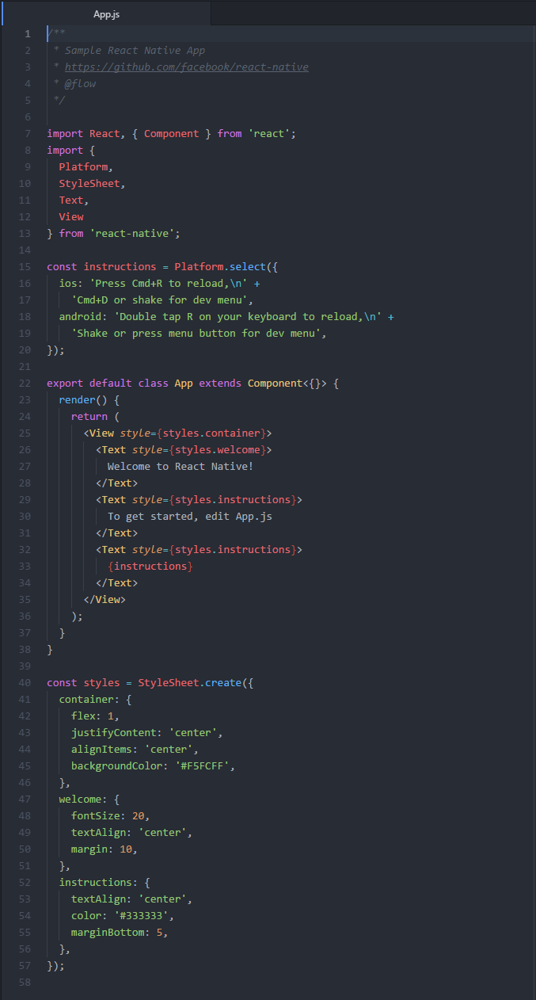 App.js
1 /**
2  * Sample React Native App
3  * https://github.com/facebook/react-native
4  * @flow
5  */
6
7 import React, { Component } from 'react';
8 import {
9   Platform,
10   StyleSheet,
11   Text,
12   View
13 } from 'react-native';
14
15 const instructions = Platform.select({
16   ios: 'Press Cmd+R to reload,\n' +
17     'Cmd+D or shake for dev menu',
18   android: 'Double tap R on your keyboard to reload,\n' +
19     'Shake or press menu button for dev menu',
20 });
21
22 export default class App extends Component<{}> {
23   render() {
24     return (
25       <View style={styles.container}>
26         <Text style={styles.welcome}>
27           Welcome to React Native!
28         </Text>
29         <Text style={styles.instructions}>
30           To get started, edit App.js
31         </Text>
32         <Text style={styles.instructions}>
33           {instructions}
34         </Text>
35       </View>
36     );
37   }
38 }
39
40 const styles = StyleSheet.create({
41   container: {
42     flex: 1,
43     justifyContent: 'center',
44     alignItems: 'center',
45     backgroundColor: '#F5FCFF',
46   },
47   welcome: {
48     fontSize: 20,
49     textAlign: 'center',
50     margin: 10,
51   },
52   instructions: {
53     textAlign: 'center',
54     color: '#333333',
55     marginBottom: 5,
56   },
57 });
58